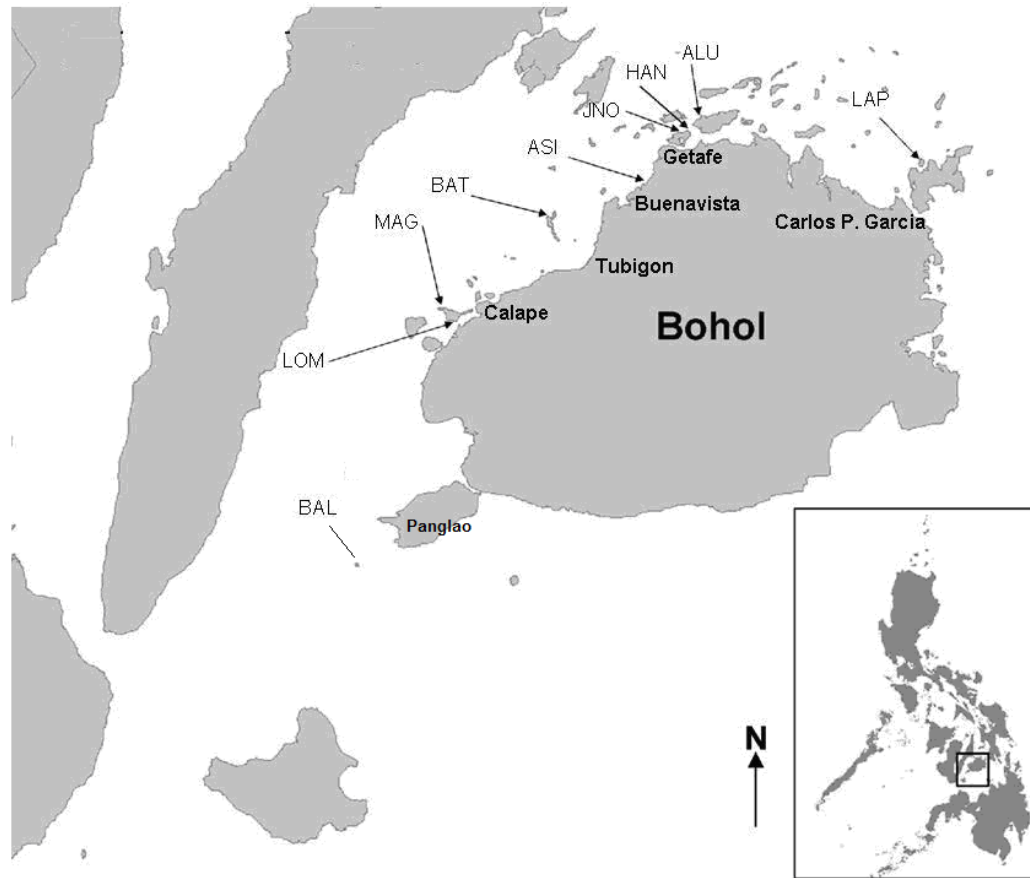 ALU
HAN
LAP
JNO
ASI
Getafe
BAT
Buenavista
MAG
Carlos P. Garcia
Tubigon
Calape
Bohol
LOM
BAL
Panglao
N